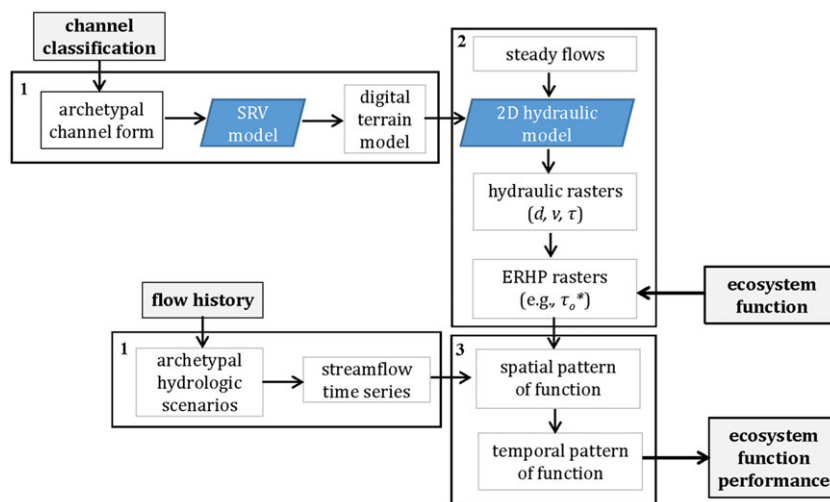 channel
classification
1
archetypal
channel form
SRV
model
digital
terrain
model
2
steady flows
2D hydraulic
model
hydraulic rasters
(d, v, τ)
ERHP rasters
(e.g., τₒ*)
ecosystem
function
flow history
1
archetypal
hydrologic
scenarios
streamflow
time series
3
spatial pattern
of function
temporal pattern
of function
ecosystem
function
performance